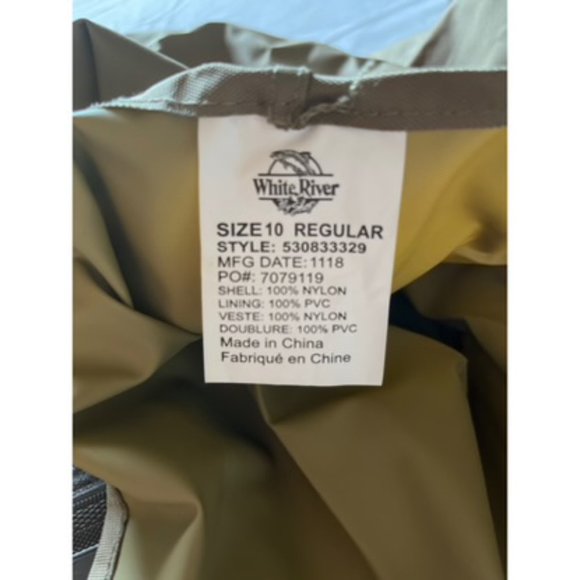 White River
SIZE10 REGULAR
STYLE: 530833329
MFG DATE:1118
PO#: 7079119
SHELL: 100% NYLON
LINING: 100% PVC
VESTE: 100% NYLON
DOUBLURE: 100% PVC
Made in China
Fabriqué en Chine